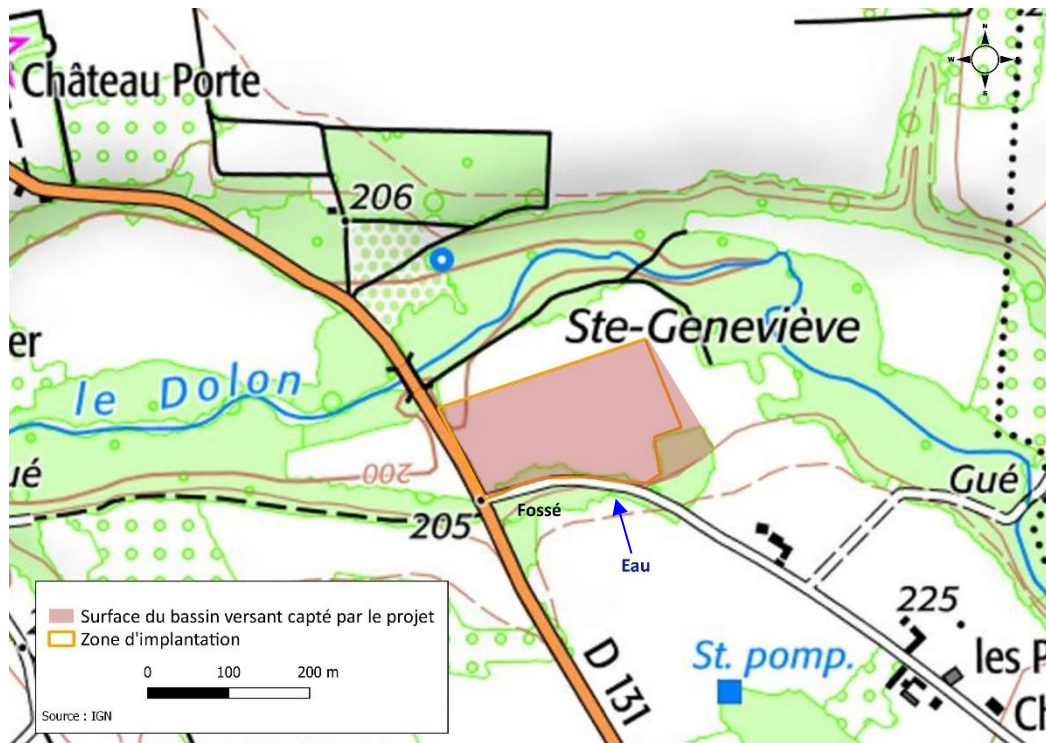 N
W
S
Château Porte
206
Ste-Geneviève
er
le Dolon
ué
200
205
Fossé
Eau
Gué
225
St. pomp.
les P
Ch
D 131
Surface du bassin versant capté par le projet
Zone d'implantation
0 100 200 m
Source : IGN